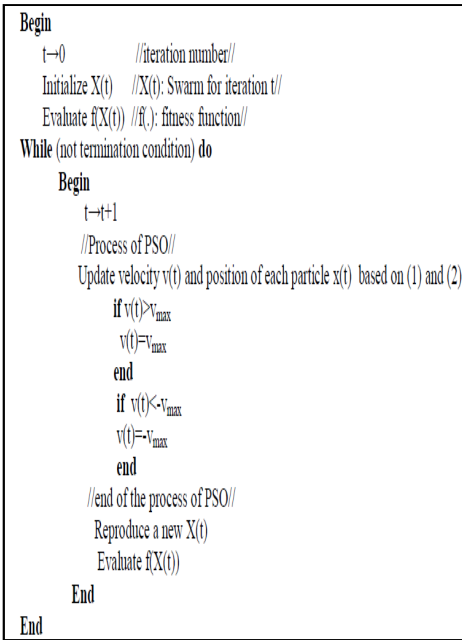 Begin
t→0 //iteration number//
Initialize X(t) //X(t): Swarm for iteration t//
Evaluate f(X(t)) //f(.): fitness function//
While (not termination condition) do
Begin
t→t+1
//Process of PSO//
Update velocity v(t) and position of each particle x(t) based on (1) and (2)
if v(t)>vmax
v(t)=vmax
end
if v(t)<-vmax
v(t)=-vmax
end
//end of the process of PSO//
Reproduce a new X(t)
Evaluate f(X(t))
End
End